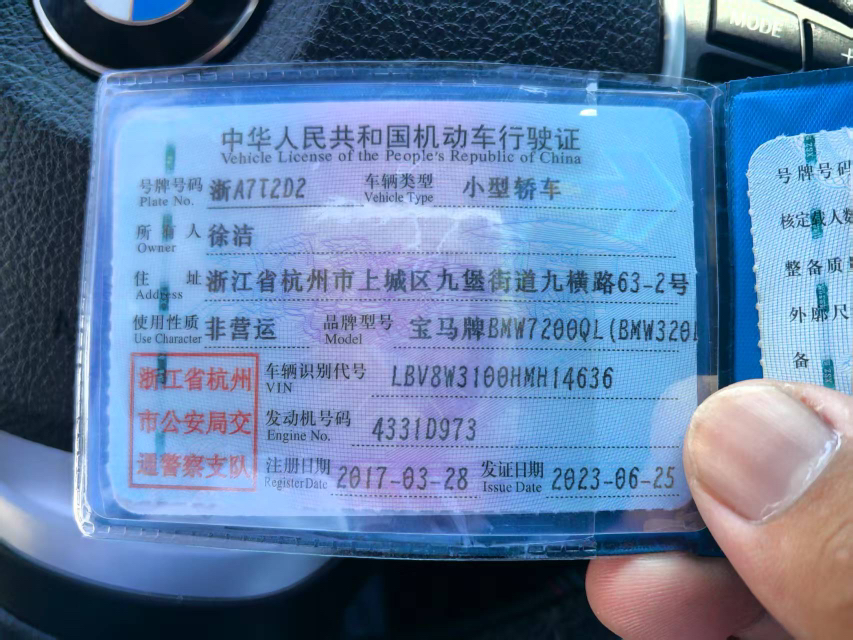 MODE
+
中华人民共和国机动车行驶证
Vehicle License of the People's Republic of China
号牌号码 浙A7T2D2 车辆类型 小型轿车
Plate No. Vehicle Type
所有人 徐洁
Owner
住址 浙江省杭州市上城区九堡街道九横路63-2号
Address
使用性质 非营运 品牌型号 宝马牌BMW7200QL(BMW320L
Use Character Model
浙江省杭州
市公安局交
通警察支队
车辆识别代号 LBV8W3100HMH14636
VIN
发动机号码 4331D973
Engine No.
注册日期 2017-03-28 发证日期 2023-06-25
Register Date Issue Date
号牌号码
核定载人数
整备质量
外廓尺
备